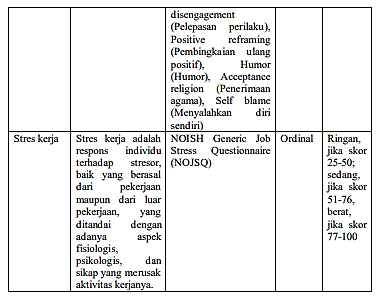 disengagement
(Pelepasan perilaku),
Positive reframing
(Pembingkaian ulang
positif), Humor
(Humor), Acceptance
religion (Penerimaan
agama), Self blame
(Menyalahkan diri
sendiri)
Stres kerja
Stres kerja adalah
respons individu
terhadap stresor,
baik yang berasal
dari pekerjaan
maupun dari luar
pekerjaan, yang
ditandai dengan
adanya aspek
fisiologis,
psikologis, dan
sikap yang merusak
aktivitas kerjanya.
NOISH Generic Job
Stress Questionnaire
(NOJSQ)
Ordinal
Ringan,
jika skor
25-50;
sedang,
jika skor
51-76,
berat,
jika skor
77-100